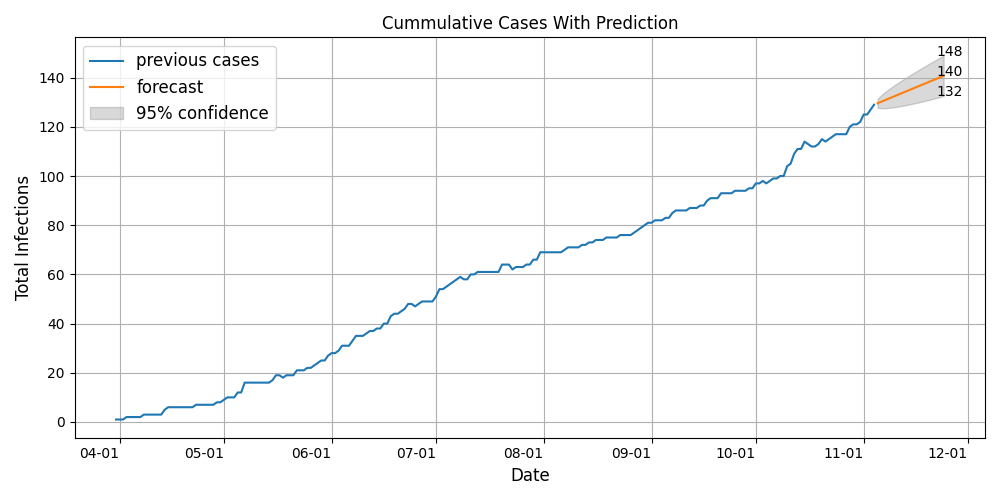 Cummulative Cases With Prediction
previous cases
forecast
95% confidence
148
140
132
140
120
100
80
60
40
20
0
Total Infections
04-01 05-01 06-01 07-01 08-01 09-01 10-01 11-01 12-01
Date